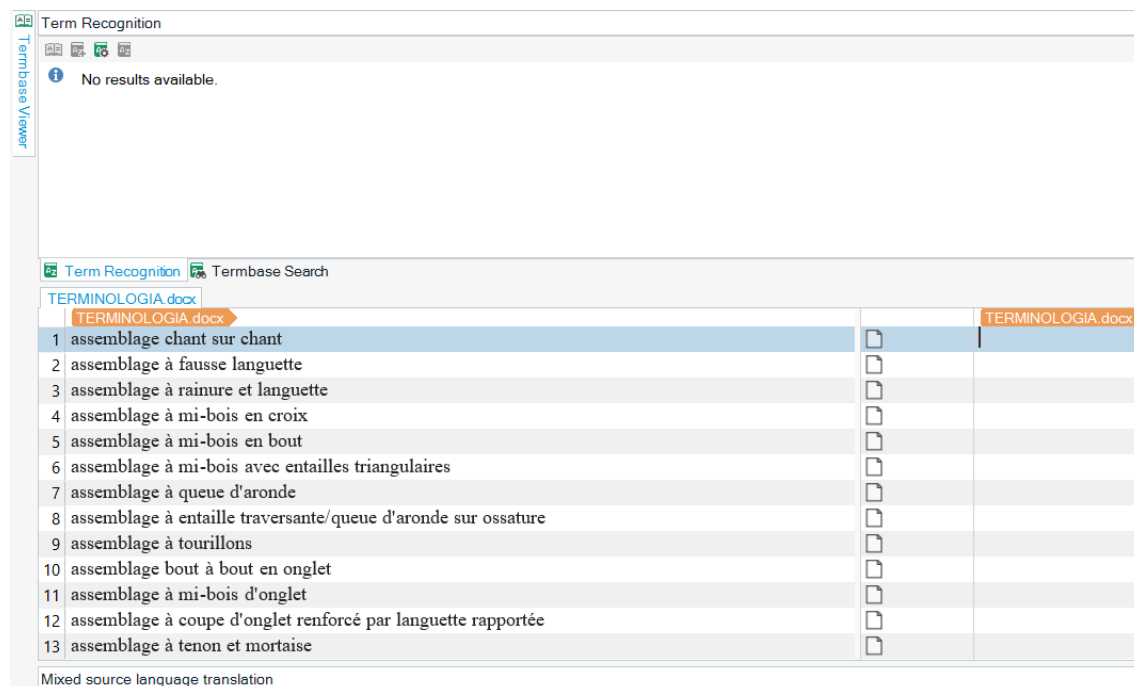 Termbase Viewer
Term Recognition
No results available.
Term Recognition Termbase Search
TERMINOLOGIA.docx
TERMINOLOGIA.docx TERMINOLOGIA.docx
1 assemblage chant sur chant
2 assemblage à fausse languette
3 assemblage à rainure et languette
4 assemblage à mi-bois en croix
5 assemblage à mi-bois en bout
6 assemblage à mi-bois avec entailles triangulaires
7 assemblage à queue d'aronde
8 assemblage à entaille traversante/queue d'aronde sur ossature
9 assemblage à tourillons
10 assemblage bout à bout en onglet
11 assemblage à mi-bois d'onglet
12 assemblage à coupe d'onglet renforcé par languette rapportée
13 assemblage à tenon et mortaise
Mixed source language translation